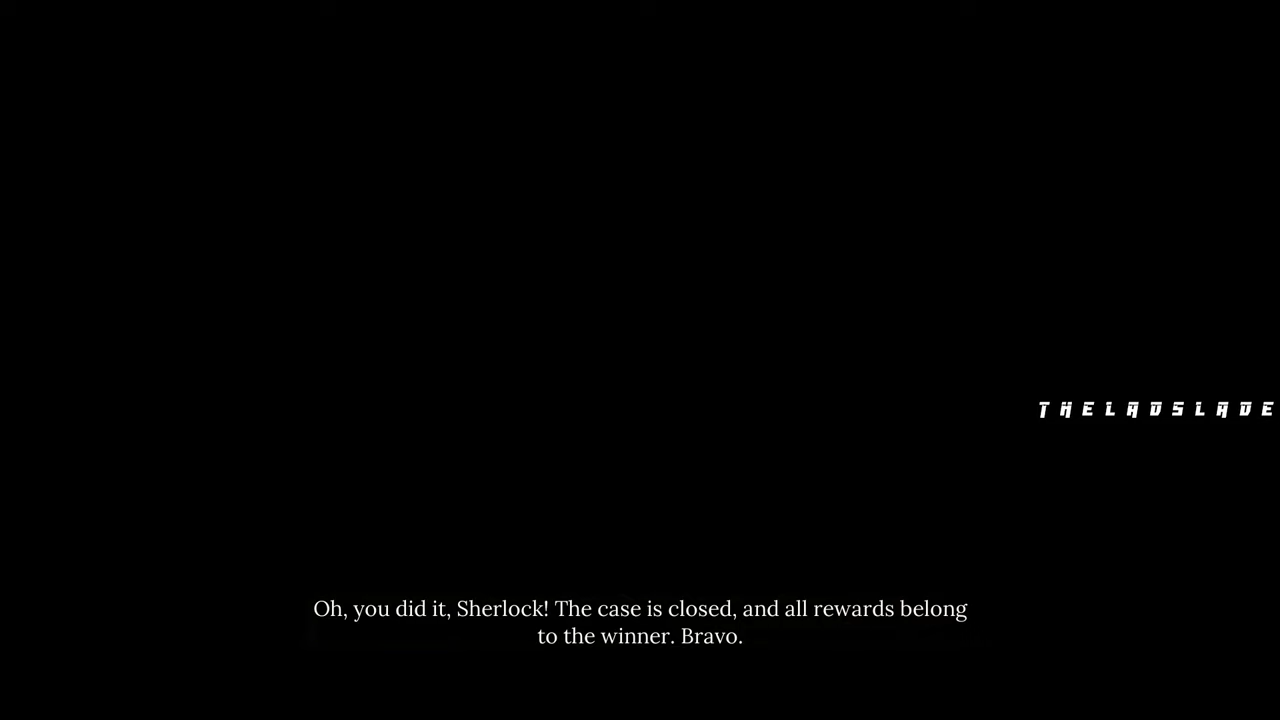 THELADSLADE
Oh, you did it, Sherlock! The case is closed, and all rewards belong
to the winner. Bravo.